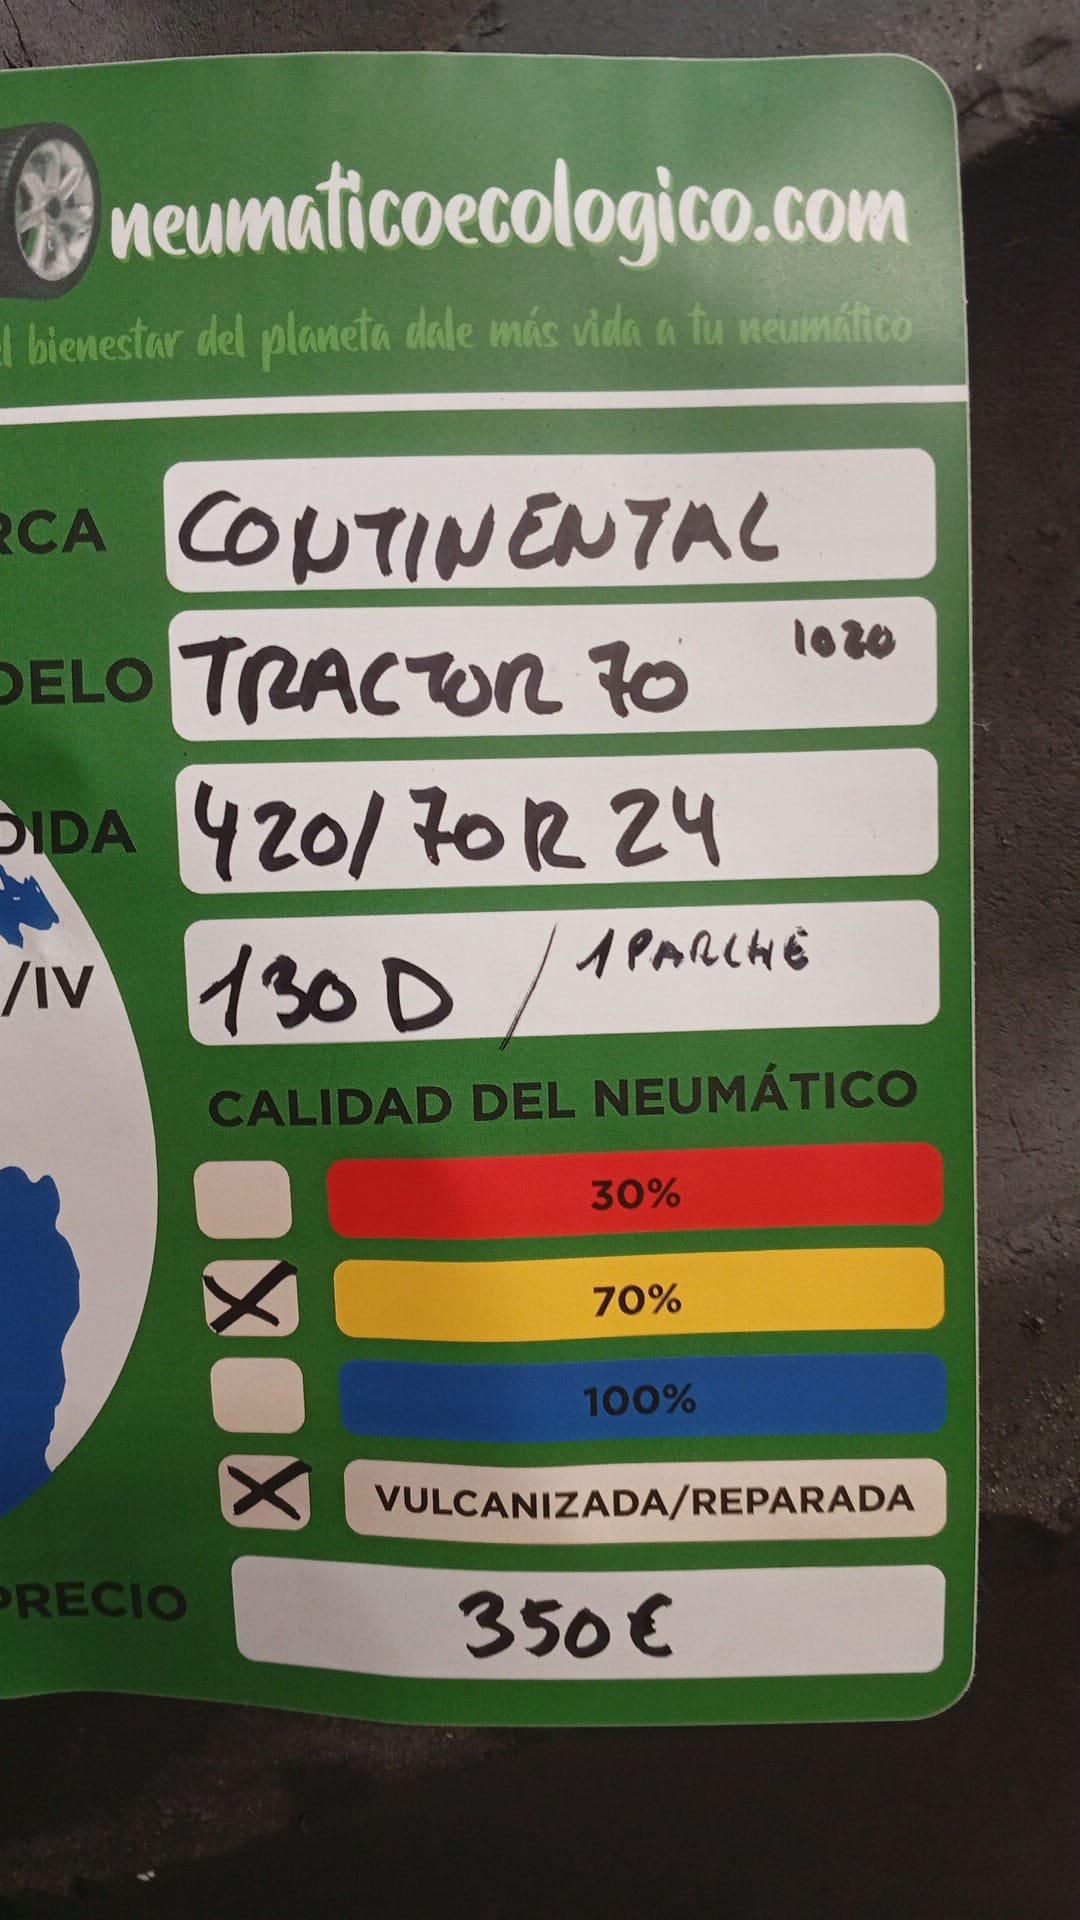 neumaticoecologico.com
el bienestar del planeta dale más vida a tu neumático
RCA CONTINENTAL
DELO TRACTOR 70 1020
DIDA 420/70R24
/IV 130D / 1 PARCHE
CALIDAD DEL NEUMÁTICO
30%
X 70%
100%
X VULCANIZADA/REPARADA
PRECIO 350€